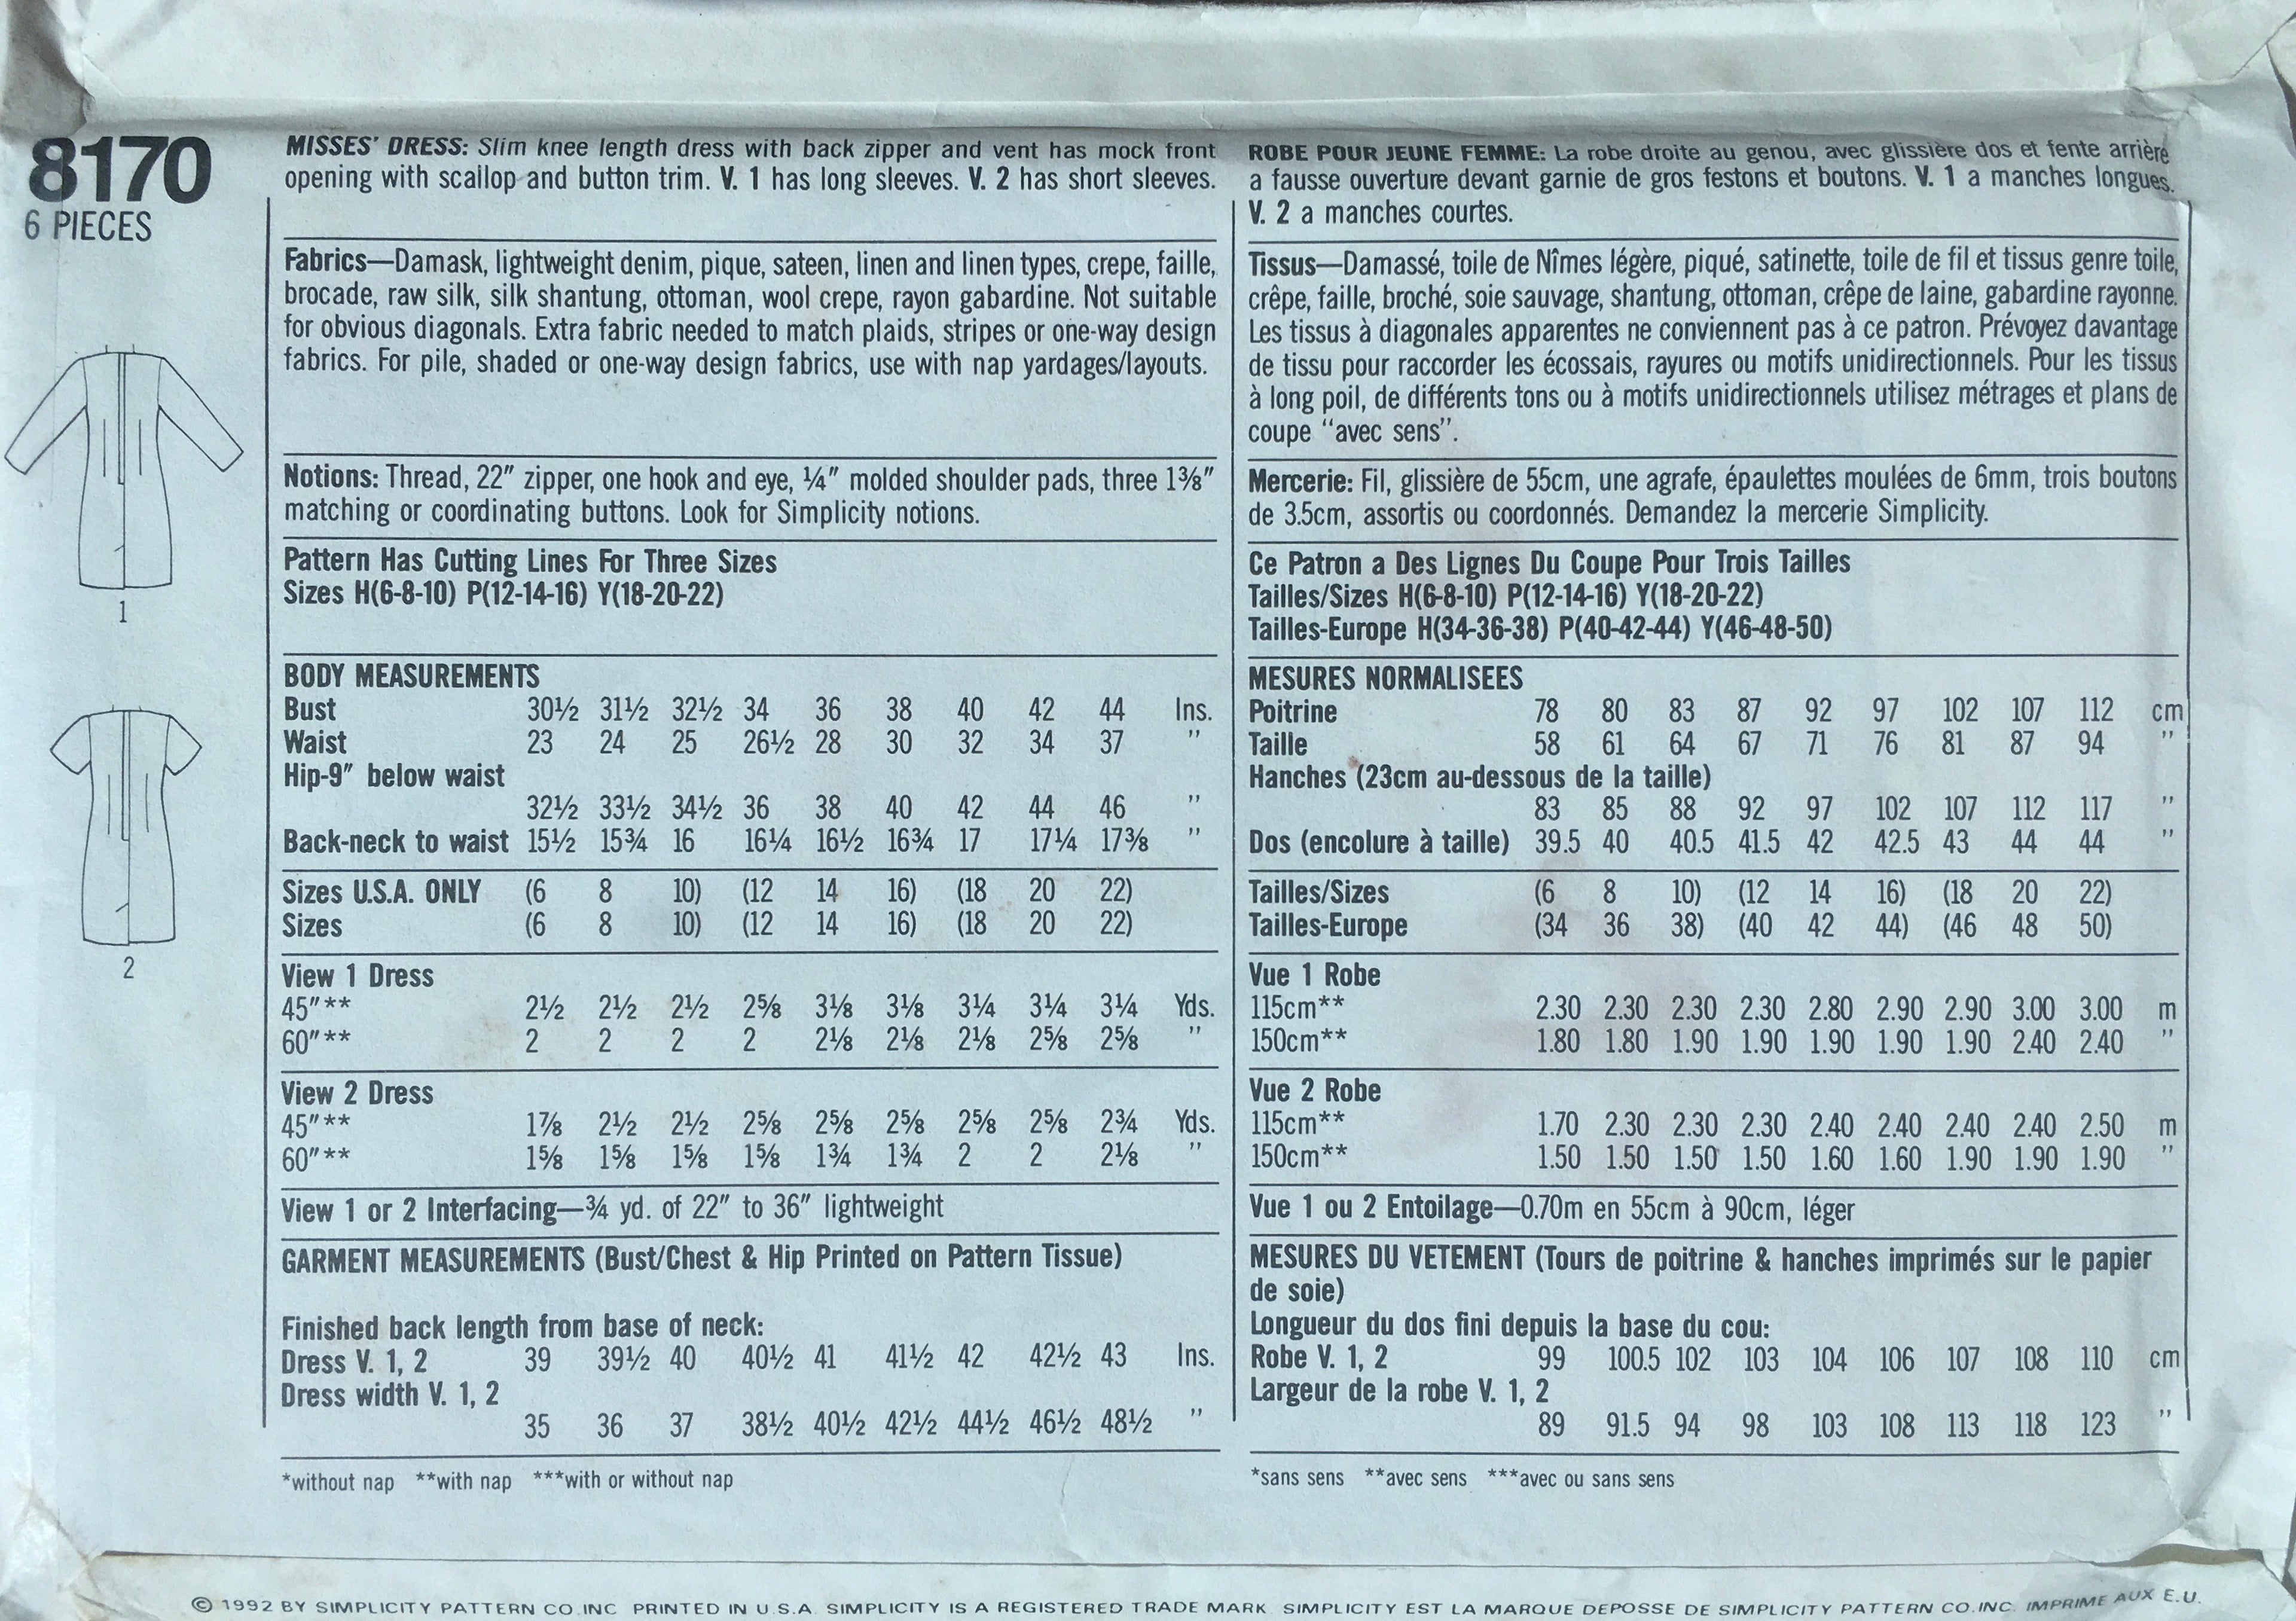 8170
6 PIECES
1
2
MISSES' DRESS: Slim knee length dress with back zipper and vent has mock front
opening with scallop and button trim. V. 1 has long sleeves. V. 2 has short sleeves.
Fabrics—Damask, lightweight denim, pique, sateen, linen and linen types, crepe, faille,
brocade, raw silk, silk shantung, ottoman, wool crepe, rayon gabardine. Not suitable
for obvious diagonals. Extra fabric needed to match plaids, stripes or one-way design
fabrics. For pile, shaded or one-way design fabrics, use with nap yardages/layouts.
Notions: Thread, 22" zipper, one hook and eye, ¼" molded shoulder pads, three 1⅜"
matching or coordinating buttons. Look for Simplicity notions.
Pattern Has Cutting Lines For Three Sizes
Sizes H(6-8-10) P(12-14-16) Y(18-20-22)
BODY MEASUREMENTS
Bust 30½ 31½ 32½ 34 36 38 40 42 44 Ins.
Waist 23 24 25 26½ 28 30 32 34 37 "
Hip-9" below waist
32½ 33½ 34½ 36 38 40 42 44 46 "
Back-neck to waist 15½ 15¾ 16 16¼ 16½ 16¾ 17 17¼ 17⅜ "
Sizes U.S.A. ONLY (6 8 10) (12 14 16) (18 20 22)
Sizes (6 8 10) (12 14 16) (18 20 22)
View 1 Dress
45"** 2½ 2½ 2½ 2⅝ 3⅛ 3⅛ 3¼ 3¼ 3¼ Yds.
60"** 2 2 2 2 2⅛ 2⅛ 2⅛ 2⅝ 2⅝ "
View 2 Dress
45"** 1⅞ 2½ 2½ 2⅝ 2⅝ 2⅝ 2⅝ 2⅝ 2¾ Yds.
60"** 1⅝ 1⅝ 1⅝ 1⅝ 1¾ 1¾ 2 2 2⅛ "
View 1 or 2 Interfacing—¾ yd. of 22" to 36" lightweight
GARMENT MEASUREMENTS (Bust/Chest & Hip Printed on Pattern Tissue)
Finished back length from base of neck:
Dress V. 1, 2 39 39½ 40 40½ 41 41½ 42 42½ 43 Ins.
Dress width V. 1, 2
35 36 37 38½ 40½ 42½ 44½ 46½ 48½ "
*without nap **with nap ***with or without nap
ROBE POUR JEUNE FEMME: La robe droite au genou, avec glissière dos et fente arrière
a fausse ouverture devant garnie de gros festons et boutons. V. 1 a manches longues.
V. 2 a manches courtes.
Tissus—Damassé, toile de Nîmes légère, piqué, satinette, toile de fil et tissus genre toile,
crêpe, faille, broché, soie sauvage, shantung, ottoman, crêpe de laine, gabardine rayonne.
Les tissus à diagonales apparentes ne conviennent pas à ce patron. Prévoyez davantage
de tissu pour raccorder les écossais, rayures ou motifs unidirectionnels. Pour les tissus
à long poil, de différents tons ou à motifs unidirectionnels utilisez métrages et plans de
coupe "avec sens".
Mercerie: Fil, glissière de 55cm, une agrafe, épaulettes moulées de 6mm, trois boutons
de 3.5cm, assortis ou coordonnés. Demandez la mercerie Simplicity.
Ce Patron a Des Lignes Du Coupe Pour Trois Tailles
Tailles/Sizes H(6-8-10) P(12-14-16) Y(18-20-22)
Tailles-Europe H(34-36-38) P(40-42-44) Y(46-48-50)
MESURES NORMALISEES
Poitrine 78 80 83 87 92 97 102 107 112 cm
Taille 58 61 64 67 71 76 81 87 94 "
Hanches (23cm au-dessous de la taille)
83 85 88 92 97 102 107 112 117 "
Dos (encolure à taille) 39.5 40 40.5 41.5 42 42.5 43 44 44 "
Tailles/Sizes (6 8 10) (12 14 16) (18 20 22)
Tailles-Europe (34 36 38) (40 42 44) (46 48 50)
Vue 1 Robe
115cm** 2.30 2.30 2.30 2.30 2.80 2.90 2.90 3.00 3.00 m
150cm** 1.80 1.80 1.90 1.90 1.90 1.90 1.90 2.40 2.40 "
Vue 2 Robe
115cm** 1.70 2.30 2.30 2.30 2.40 2.40 2.40 2.40 2.50 m
150cm** 1.50 1.50 1.50 1.50 1.60 1.60 1.90 1.90 1.90 "
Vue 1 ou 2 Entoilage—0.70m en 55cm à 90cm, léger
MESURES DU VETEMENT (Tours de poitrine & hanches imprimés sur le papier
de soie)
Longueur du dos fini depuis la base du cou:
Robe V. 1, 2 99 100.5 102 103 104 106 107 108 110 cm
Largeur de la robe V. 1, 2
89 91.5 94 98 103 108 113 118 123 "
*sans sens **avec sens ***avec ou sans sens
© 1992 BY SIMPLICITY PATTERN CO. INC PRINTED IN U.S.A. SIMPLICITY IS A REGISTERED TRADE MARK SIMPLICITY EST LA MARQUE DEPOSSE DE SIMPLICITY PATTERN CO. INC. IMPRIME AUX E.U.